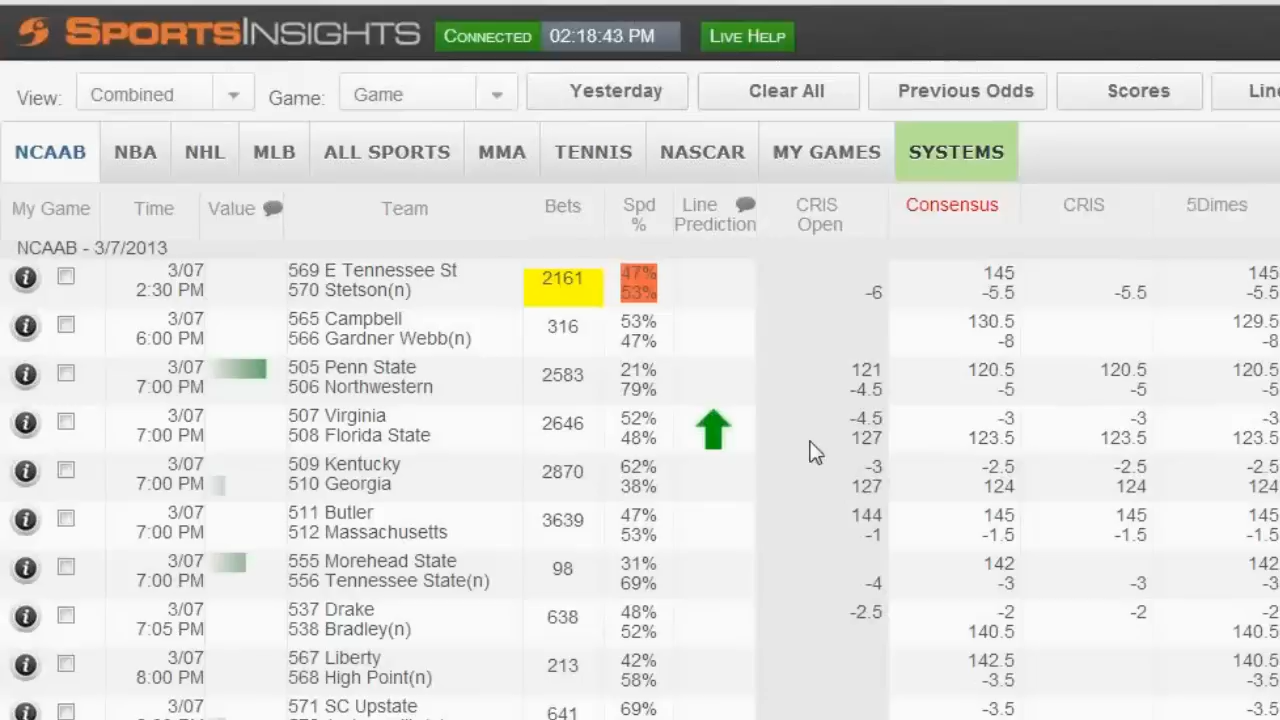 SPORTSINSIGHTS CONNECTED 02:18:43 PM LIVE HELP
View: Combined Game: Game Yesterday Clear All Previous Odds Scores
NCAAB NBA NHL MLB ALL SPORTS MMA TENNIS NASCAR MY GAMES SYSTEMS
My Game Time Value Team Bets Spd % Line Prediction CRIS Open Consensus CRIS 5Dimes
NCAAB - 3/7/2013
3/07 569 E Tennessee St 2161 47% 145 145
2:30 PM 570 Stetson(n) 53% -6 -5.5 -5.5 -5.5
3/07 565 Campbell 316 53% 130.5 129.5
6:00 PM 566 Gardner Webb(n) 47% -8 -8
3/07 505 Penn State 2583 21% 121 120.5 120.5 120.5
7:00 PM 506 Northwestern 79% -4.5 -5 -5 -5
3/07 507 Virginia 2646 52% -4.5 -3 -3 -3
7:00 PM 508 Florida State 48% 127 123.5 123.5 123.5
3/07 509 Kentucky 2870 62% -3 -2.5 -2.5 -2.5
7:00 PM 510 Georgia 38% 127 124 124 124
3/07 511 Butler 3639 47% 144 145 145 145
7:00 PM 512 Massachusetts 53% -1 -1.5 -1.5 -1.5
3/07 555 Morehead State 98 31% 142 142
7:00 PM 556 Tennessee State(n) 69% -4 -3 -3 -3
3/07 537 Drake 638 48% -2.5 -2 -2 -2
7:05 PM 538 Bradley(n) 52% 140.5 140.5
3/07 567 Liberty 213 42% 142.5 140.5
8:00 PM 568 High Point(n) 58% -3.5 -3.5
3/07 571 SC Upstate 641 69% -3.5 -3.5